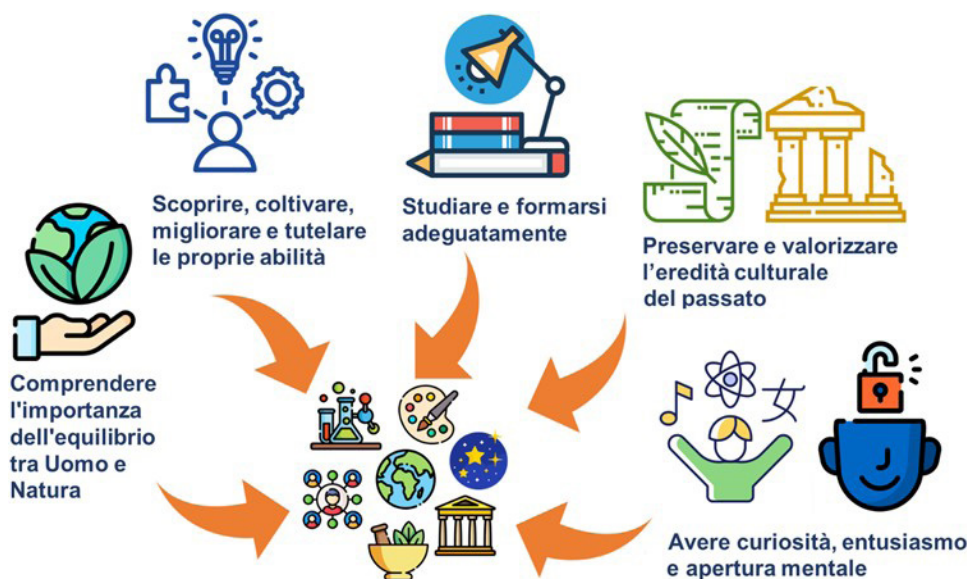 Scoprire, coltivare,
migliorare e tutelare
le proprie abilità
Studiare e formarsi
adeguatamente
Preservare e valorizzare
l'eredità culturale
del passato
Comprendere
l'importanza
dell'equilibrio
tra Uomo e
Natura
女
Avere curiosità, entusiasmo
e apertura mentale